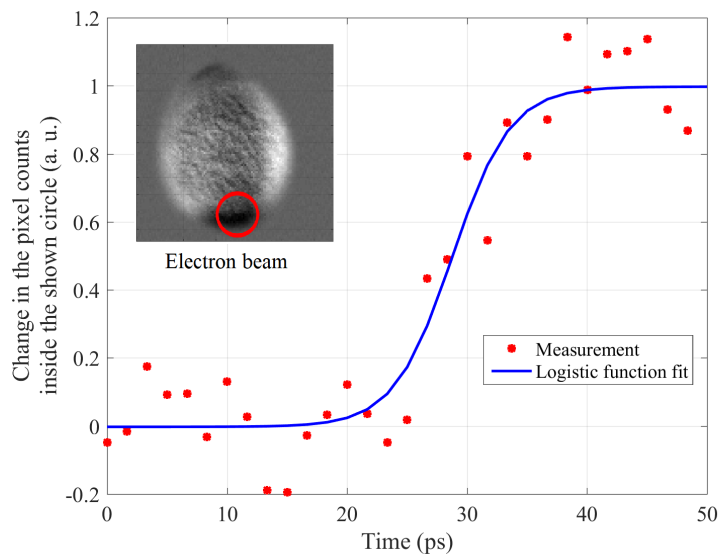 Change in the pixel counts
inside the shown circle (a. u.)
1.2
1
0.8
0.6
0.4
0.2
0
-0.2
Electron beam
Measurement
Logistic function fit
0
10
20
30
40
50
Time (ps)